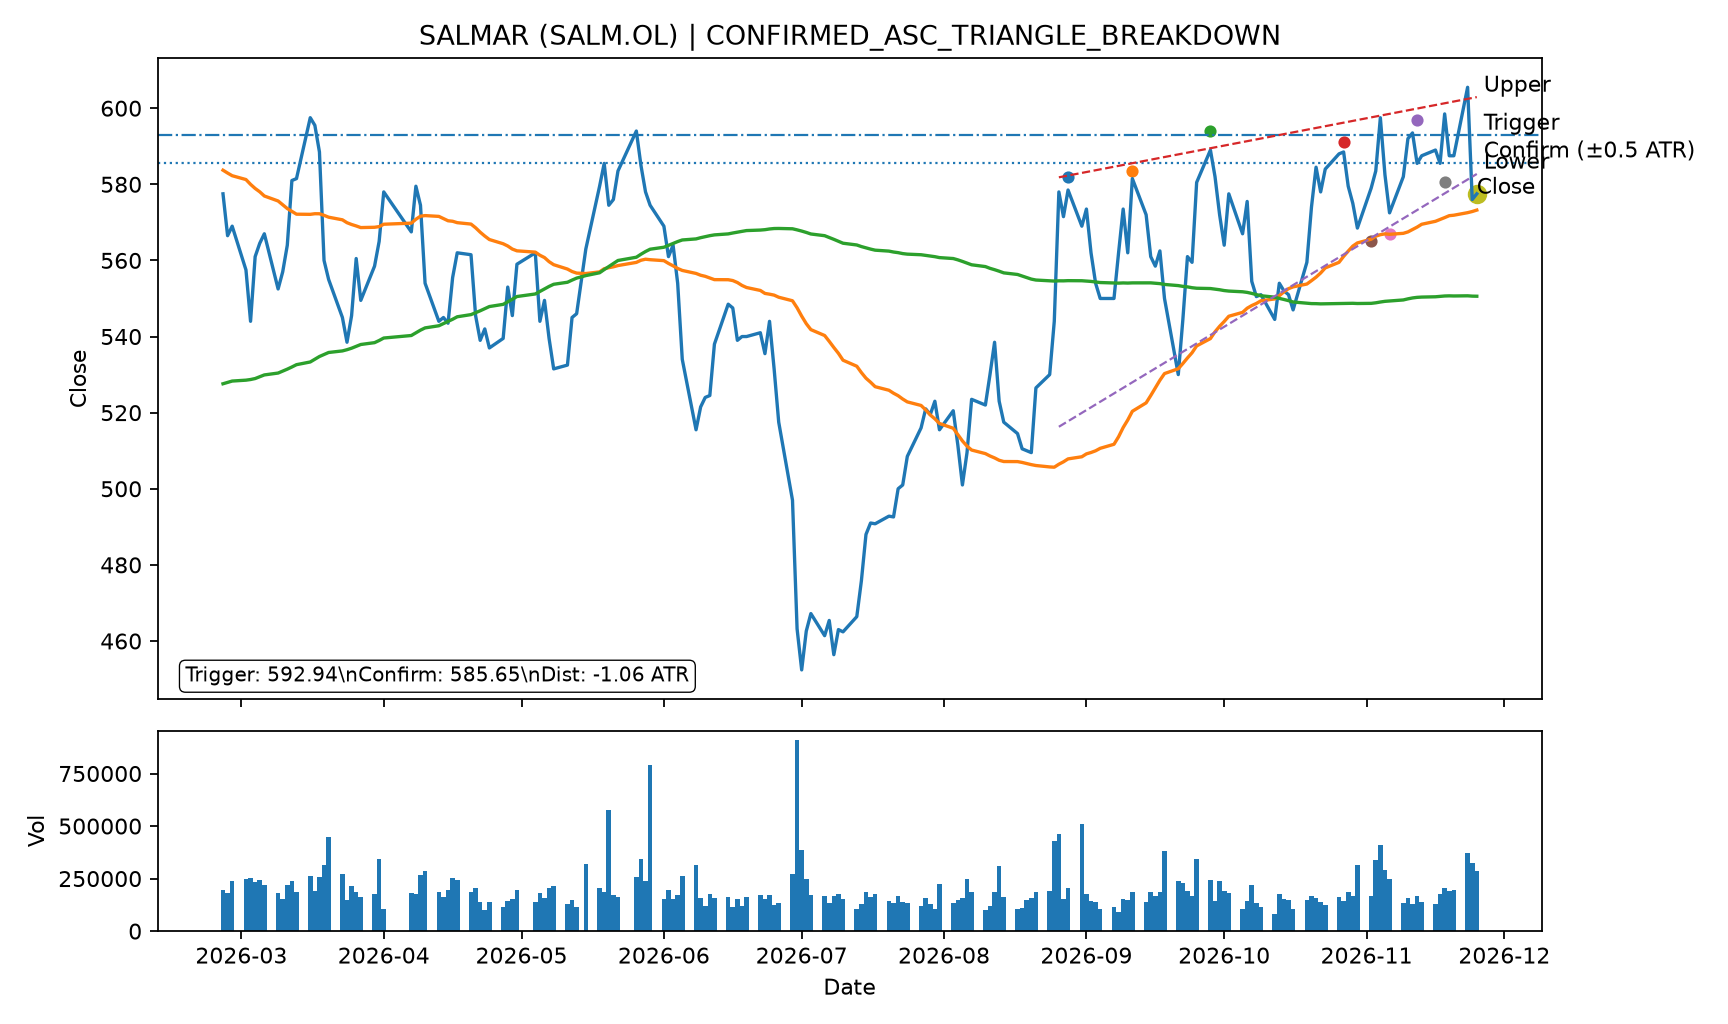 SALMAR (SALM.OL) | CONFIRMED_ASC_TRIANGLE_BREAKDOWN
Close
600
580
560
540
520
500
480
460
Upper
Trigger
Confirm (±0.5 ATR)
Lower
Close
Trigger: 592.94\nConfirm: 585.65\nDist: -1.06 ATR
Vol
750000
500000
250000
0
2026-03
2026-04
2026-05
2026-06
2026-07
2026-08
2026-09
2026-10
2026-11
2026-12
Date